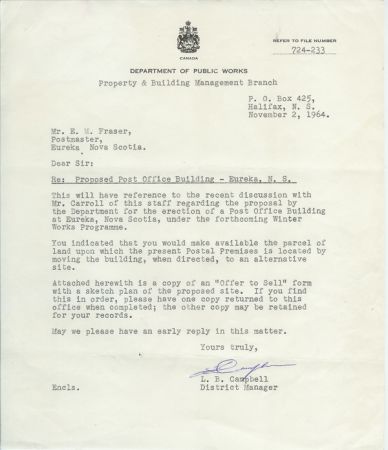 CANADA
REFER TO FILE NUMBER
724-233
DEPARTMENT OF PUBLIC WORKS
Property & Building Management Branch
P. O. Box 425,
Halifax, N. S.
November 2, 1964.
Mr. E. M. Fraser,
Postmaster,
Eureka Nova Scotia.
Dear Sir:
Re: Proposed Post Office Building - Eureka, N. S.
This will have reference to the recent discussion with
Mr. Carroll of this staff regarding the proposal by
the Department for the erection of a Post Office Building
at Eureka, Nova Scotia, under the forthcoming Winter
Works Programme.
You indicated that you would make available the parcel of
land upon which the present Postal Premises is located by
moving the building, when directed, to an alternative
site.
Attached herewith is a copy of an "Offer to Sell" form
with a sketch plan of the proposed site. If you find
this in order, please have one copy returned to this
office when completed; the other copy may be retained
for your records.
May we please have an early reply in this matter.
Yours truly,
Campbell
L. B. Campbell
Encls. District Manager